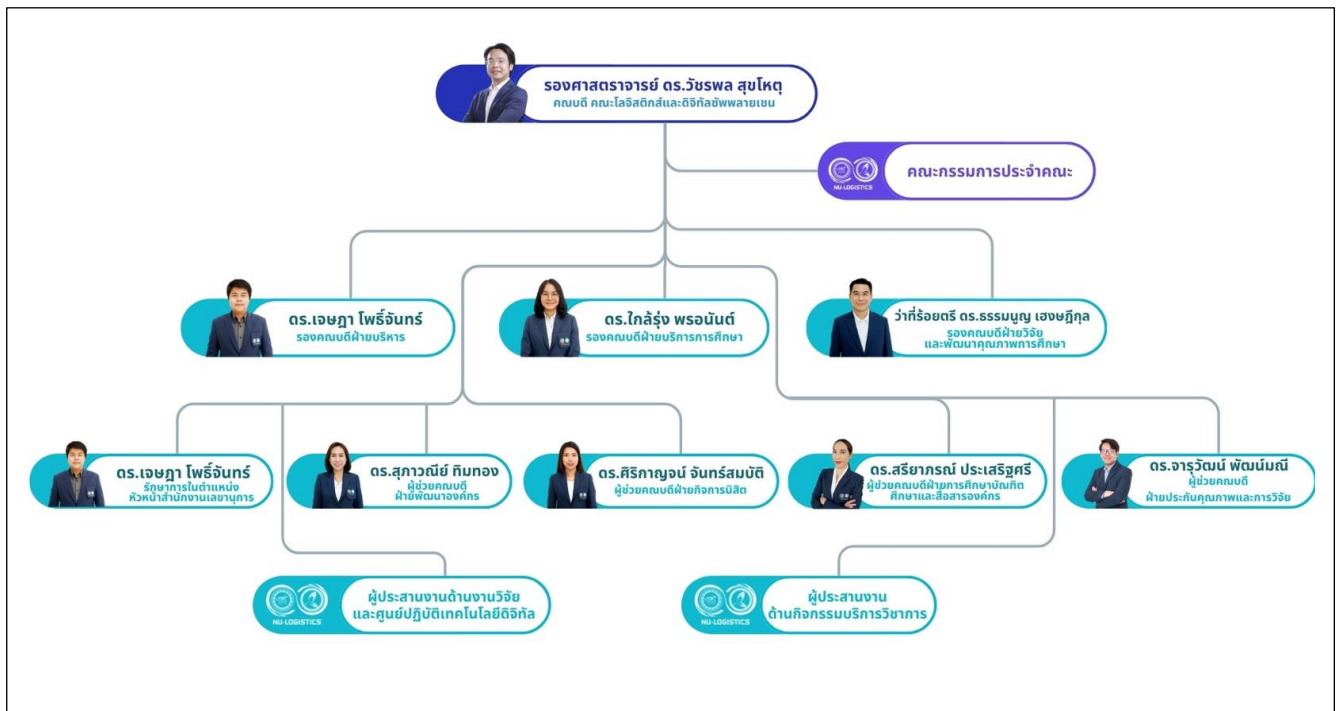 รองศาสตราจารย์ ดร.วัชรพล สุขโหตุ
คณบดี คณะโลจิสติกส์และดิจิทัลซัพพลายเชน
NU-LOGISTICS
คณะกรรมการประจำคณะ
ดร.เจษฎา โพธิ์จันทร์
รองคณบดีฝ่ายบริหาร
ดร.ใกล้รุ่ง พรอนันต์
รองคณบดีฝ่ายบริการการศึกษา
ว่าที่ร้อยตรี ดร.ธรรมนูญ เฮงษฎีกุล
รองคณบดีฝ่ายวิจัย
และพัฒนาคุณภาพการศึกษา
ดร.เจษฎา โพธิ์จันทร์
รักษาการในตำแหน่ง
หัวหน้าสำนักงานเลขานุการ
ดร.สุภาวณีย์ ทิมทอง
ผู้ช่วยคณบดี
ฝ่ายพัฒนาองค์กร
ดร.ศิริกาญจน์ จันทร์สมบัติ
ผู้ช่วยคณบดีฝ่ายกิจการนิสิต
ดร.สรียาภรณ์ ประเสริฐศรี
ผู้ช่วยคณบดีฝ่ายการศึกษาบัณฑิต
ศึกษาและสื่อสารองค์กร
ดร.จารุวัฒน์ พัฒน์มณี
ผู้ช่วยคณบดี
ฝ่ายประกันคุณภาพและการวิจัย
NU-LOGISTICS
ผู้ประสานงานด้านงานวิจัย
และศูนย์ปฏิบัติเทคโนโลยีดิจิทัล
NU-LOGISTICS
ผู้ประสานงาน
ด้านกิจกรรมบริการวิชาการ